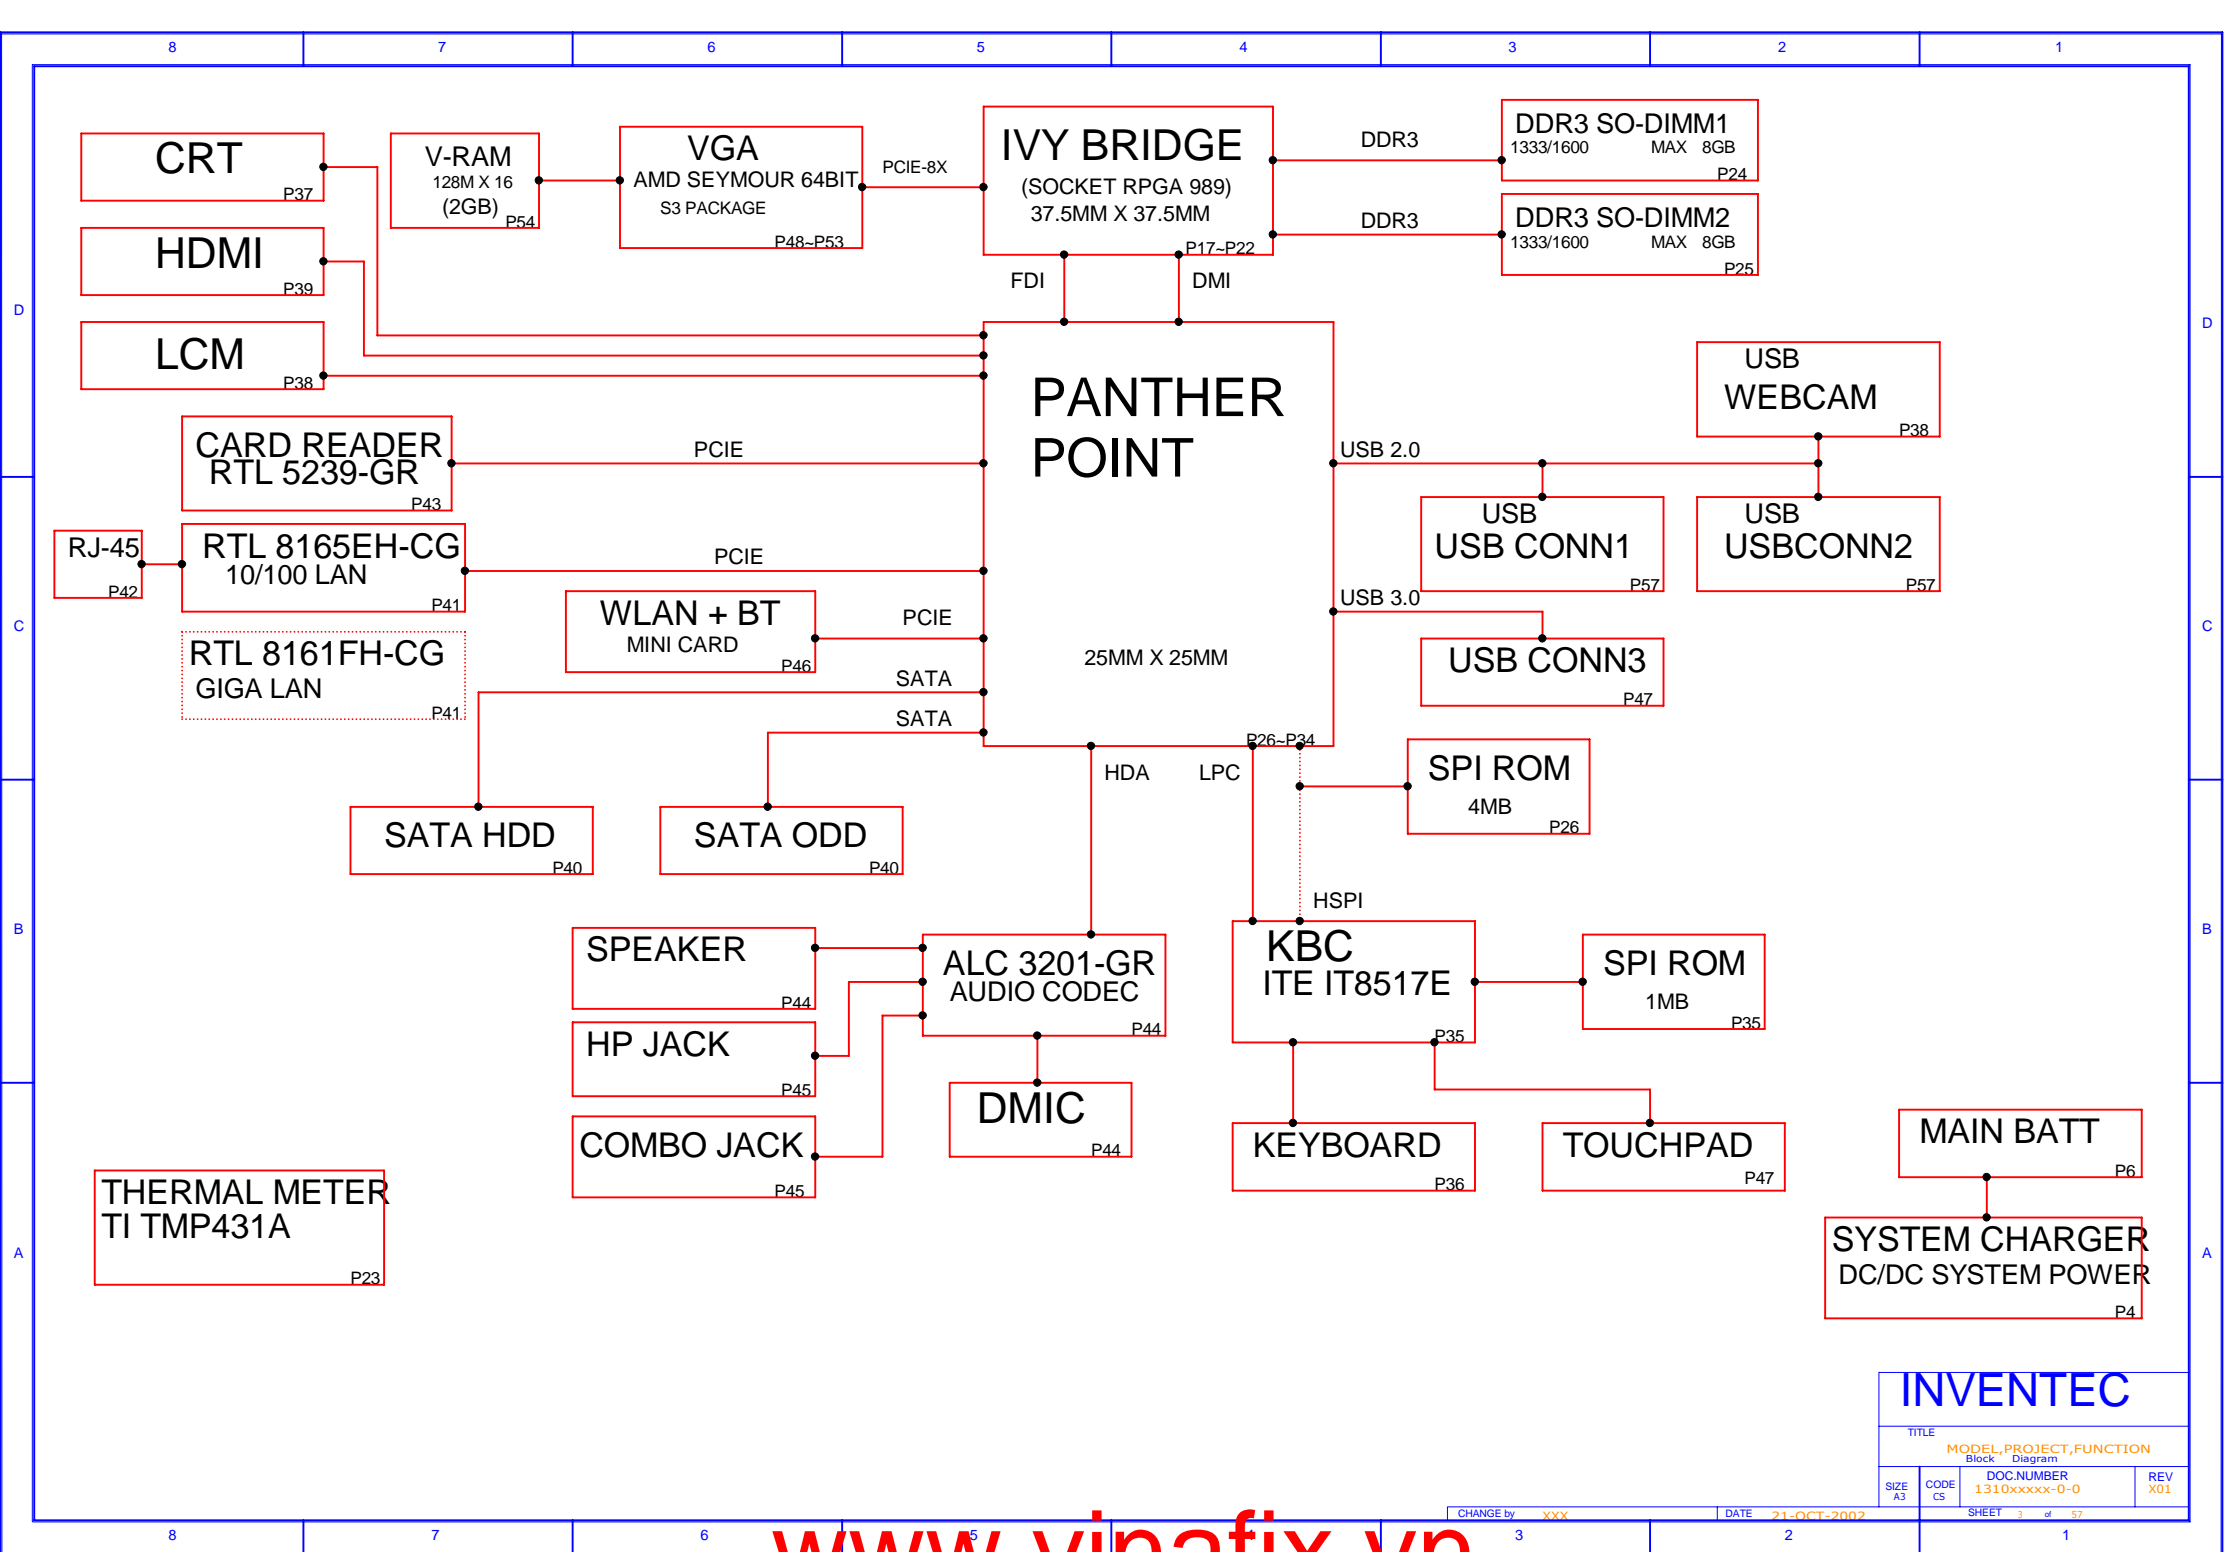 8 7 6 5 4 3 2 1
CRT
P37
V-RAM
128M X 16
(2GB)
P54
VGA
AMD SEYMOUR 64BIT
S3 PACKAGE
P48~P53
PCIE-8X
IVY BRIDGE
(SOCKET RPGA 989)
37.5MM X 37.5MM
P17~P22
DDR3
DDR3 SO-DIMM1
1333/1600 MAX 8GB
P24
DDR3
DDR3 SO-DIMM2
1333/1600 MAX 8GB
P25
HDMI
P39
FDI
DMI
D
D
LCM
P38
PANTHER
POINT
25MM X 25MM
P26~P34
USB
WEBCAM
P38
CARD READER
RTL 5239-GR
P43
PCIE
USB 2.0
USB
USB CONN1
P57
USB
USBCONN2
P57
RJ-45
P42
RTL 8165EH-CG
10/100 LAN
P41
PCIE
WLAN + BT
MINI CARD
P46
PCIE
USB 3.0
C
C
RTL 8161FH-CG
GIGA LAN
P41
USB CONN3
P47
SATA
SATA
HDA
LPC
SPI ROM
4MB
P26
SATA HDD
P40
SATA ODD
P40
HSPI
B
B
SPEAKER
P44
ALC 3201-GR
AUDIO CODEC
P44
KBC
ITE IT8517E
P35
SPI ROM
1MB
P35
HP JACK
P45
DMIC
P44
COMBO JACK
P45
KEYBOARD
P36
TOUCHPAD
P47
MAIN BATT
P6
THERMAL METER
TI TMP431A
P23
SYSTEM CHARGER
DC/DC SYSTEM POWER
P4
A
A
INVENTEC
TITLE
MODEL,PROJECT,FUNCTION
Block Diagram
SIZE
A3
CODE
CS
DOC.NUMBER
1310xxxxx-0-0
REV
X01
CHANGE by XXX
DATE 21-OCT-2002
SHEET 3 of 57
8 7 6 5 4 3 2 1
www.vinafix.vn